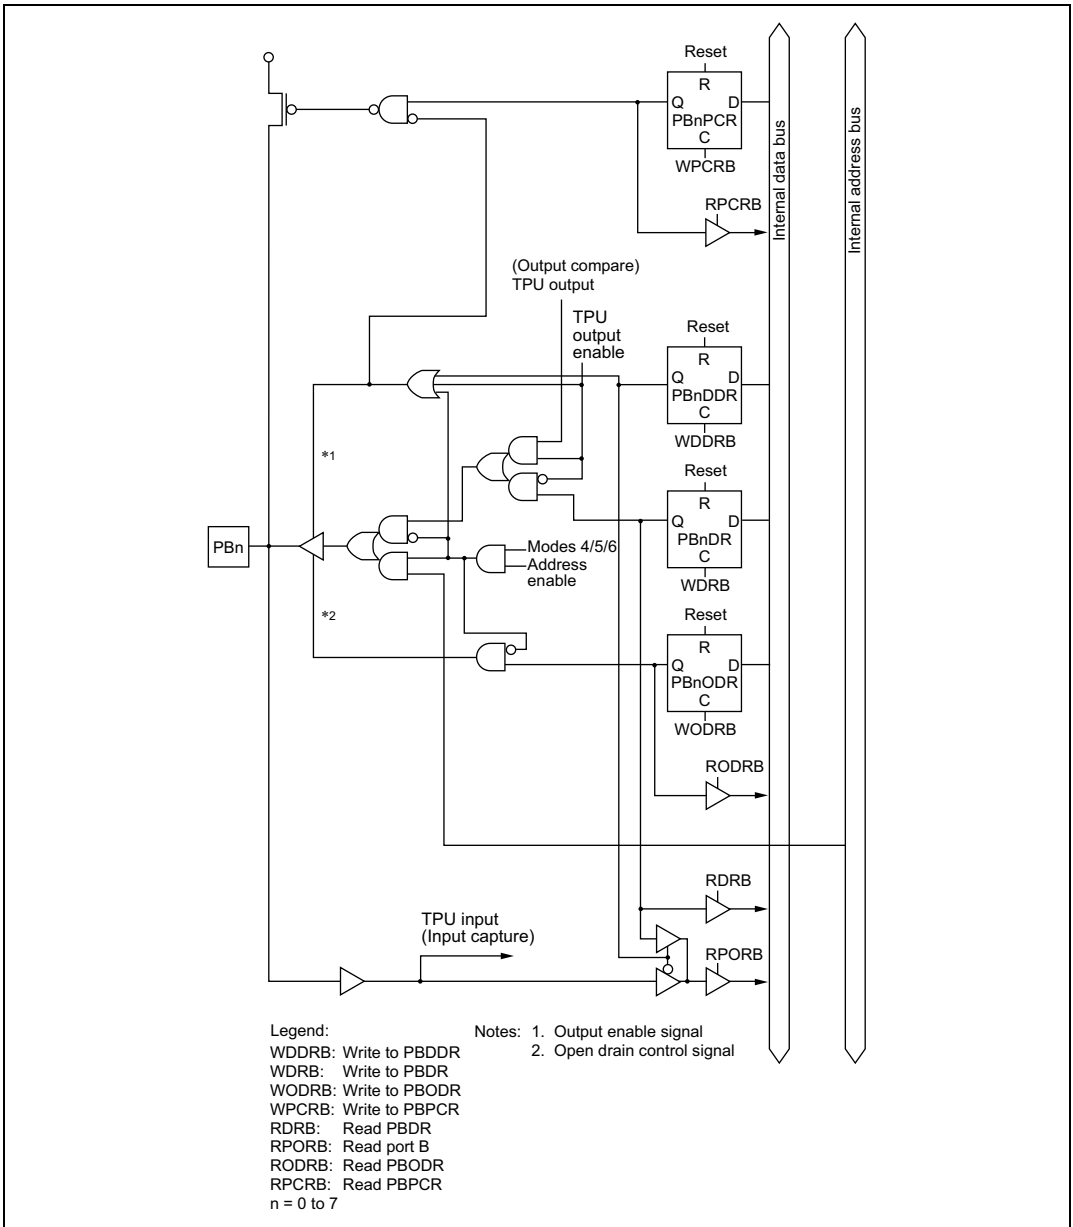 Reset
R
Q D
PBnPCR
C
WPCRB
RPCRB
Internal data bus
Internal address bus
(Output compare)
TPU output
TPU
output
enable
Reset
R
Q D
PBnDDR
C
WDDRB
*1
Reset
R
Q D
PBnDR
C
WDRB
PBn
Modes 4/5/6
Address
enable
*2
Reset
R
Q D
PBnODR
C
WODRB
RODRB
RDRB
TPU input
(Input capture)
RPORB
Legend:
WDDRB: Write to PBDDR
WDRB: Write to PBDR
WODRB: Write to PBODR
WPCRB: Write to PBPCR
RDRB: Read PBDR
RPORB: Read port B
RODRB: Read PBODR
RPCRB: Read PBPCR
n = 0 to 7
Notes: 1. Output enable signal
2. Open drain control signal